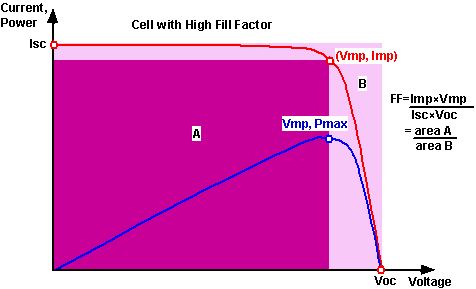 Current,
Power
Cell with High Fill Factor
Isc
(Vmp, Imp)
B
FF=Imp×Vmp
Isc×Voc
= area A
area B
Vmp, Pmax
A
Voc
Voltage